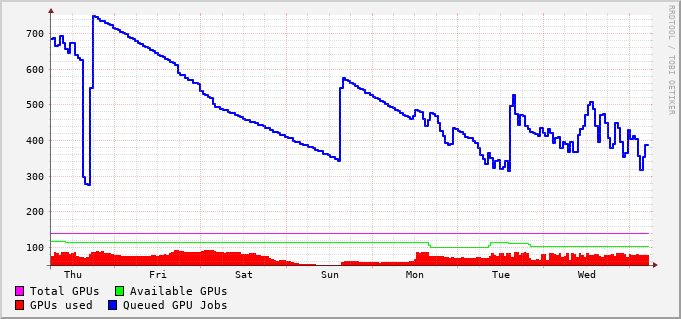 RRDTOOL / TOBI OETIKER
700
600
500
400
300
200
100
Thu Fri Sat Sun Mon Tue Wed
Total GPUs Available GPUs
GPUs used Queued GPU Jobs